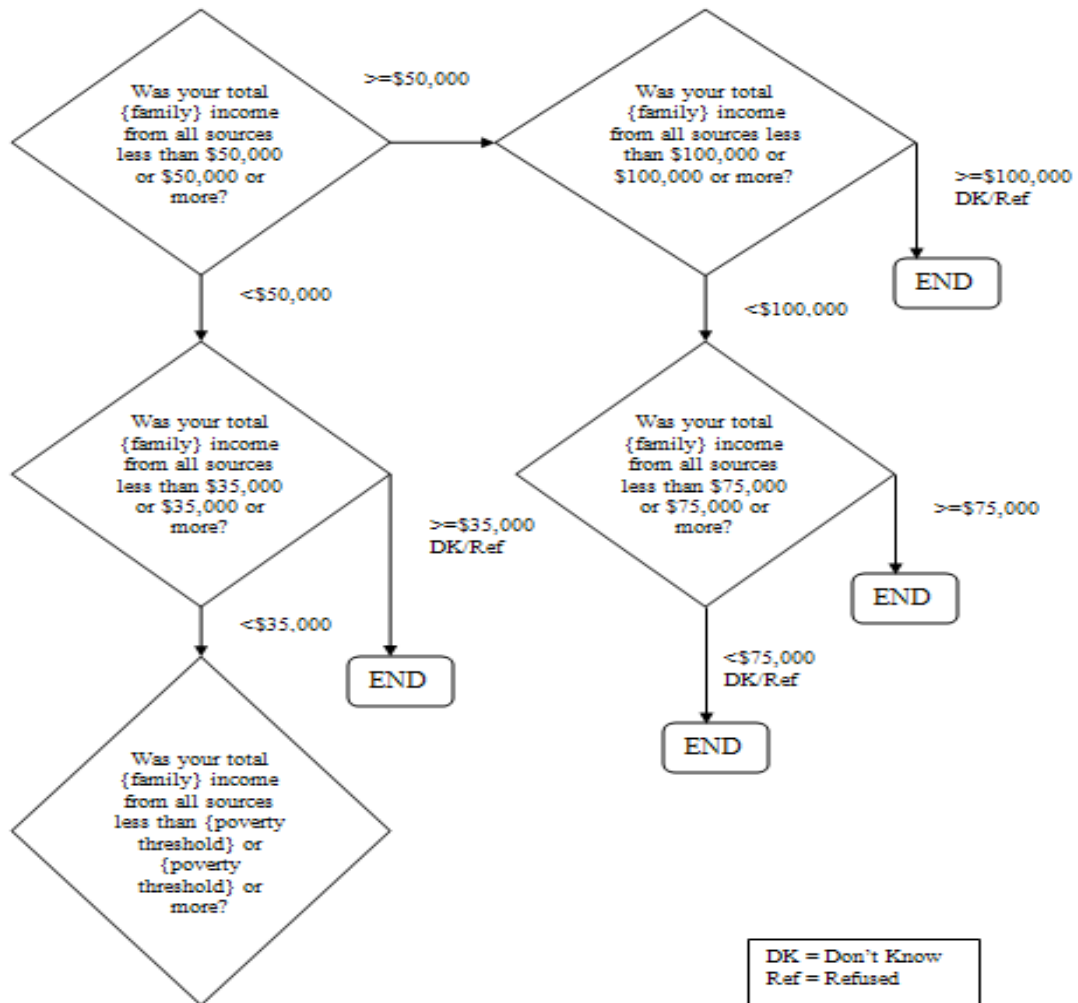 Was your total
{family} income
from all sources
less than $50,000
or $50,000 or
more?
>=$50,000
Was your total
{family} income
from all sources less
than $100,000 or
$100,000 or more?
>=$100,000
DK/Ref
END
<$50,000
<$100,000
Was your total
{family} income
from all sources
less than $35,000
or $35,000 or
more?
>=$35,000
DK/Ref
END
Was your total
{family} income
from all sources
less than $75,000
or $75,000 or
more?
>=$75,000
END
<$35,000
<$75,000
DK/Ref
END
Was your total
{family} income
from all sources
less than {poverty
threshold} or
{poverty
threshold} or
more?
DK = Don't Know
Ref = Refused